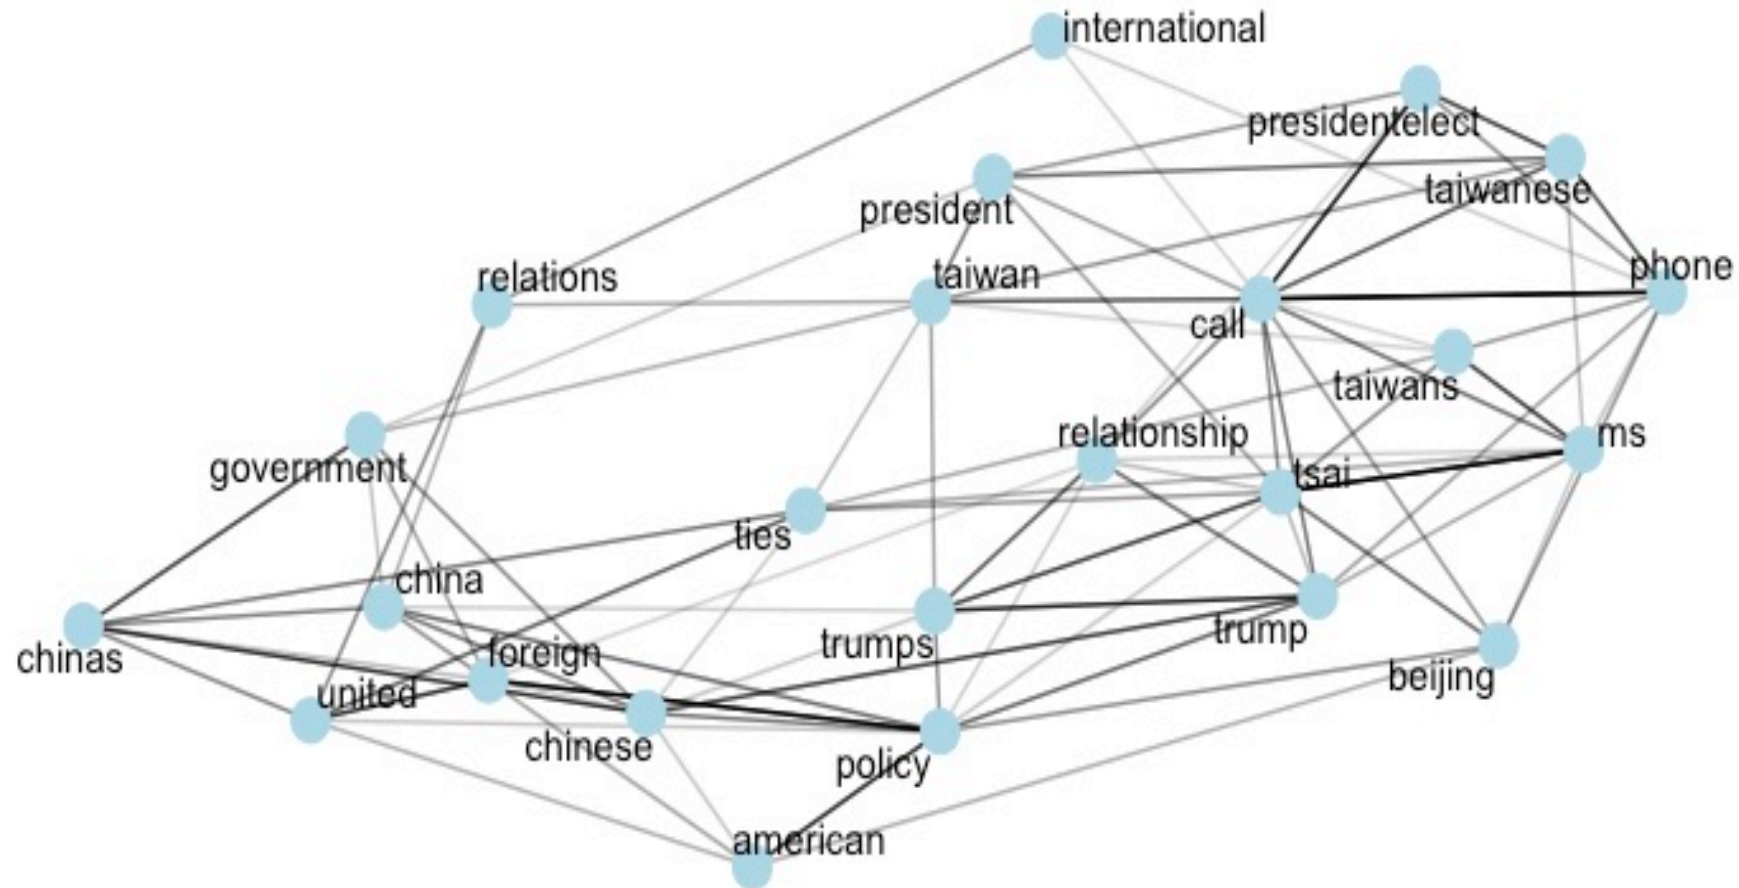 international
presidentelect
taiwanese
president
phone
relations
taiwan
call
taiwans
relationship
ms
government
tsai
ties
china
trumps
trump
chinas
foreign
beijing
united
chinese
policy
american